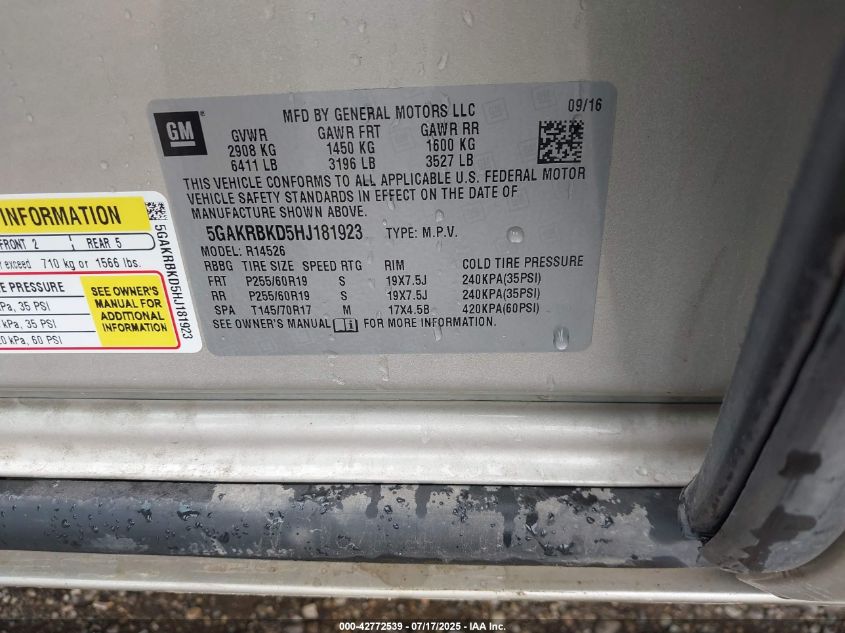 GM
MFD BY GENERAL MOTORS LLC 09/16
GVWR GAWR FRT GAWR RR
2908 KG 1450 KG 1600 KG
6411 LB 3196 LB 3527 LB
THIS VEHICLE CONFORMS TO ALL APPLICABLE U.S. FEDERAL MOTOR
VEHICLE SAFETY STANDARDS IN EFFECT ON THE DATE OF
MANUFACTURE SHOWN ABOVE.
5GAKRBKD5HJ181923 TYPE: M.P.V.
MODEL: R14526
RBBG TIRE SIZE SPEED RTG RIM COLD TIRE PRESSURE
FRT P255/60R19 S 19X7.5J 240KPA(35PSI)
RR P255/60R19 S 19X7.5J 240KPA(35PSI)
SPA T145/70R17 M 17X4.5B 420KPA(60PSI)
SEE OWNER'S MANUAL FOR MORE INFORMATION.
INFORMATION
FRONT 2 REAR 5
exceed 710 kg or 1566 lbs.
PRESSURE
kPa, 35 PSI
kPa, 35 PSI
kPa, 60 PSI
SEE OWNER'S
MANUAL FOR
ADDITIONAL
INFORMATION
5GAKRBKD5HJ181923
000-42772539 - 07/17/2025 - IAA Inc.